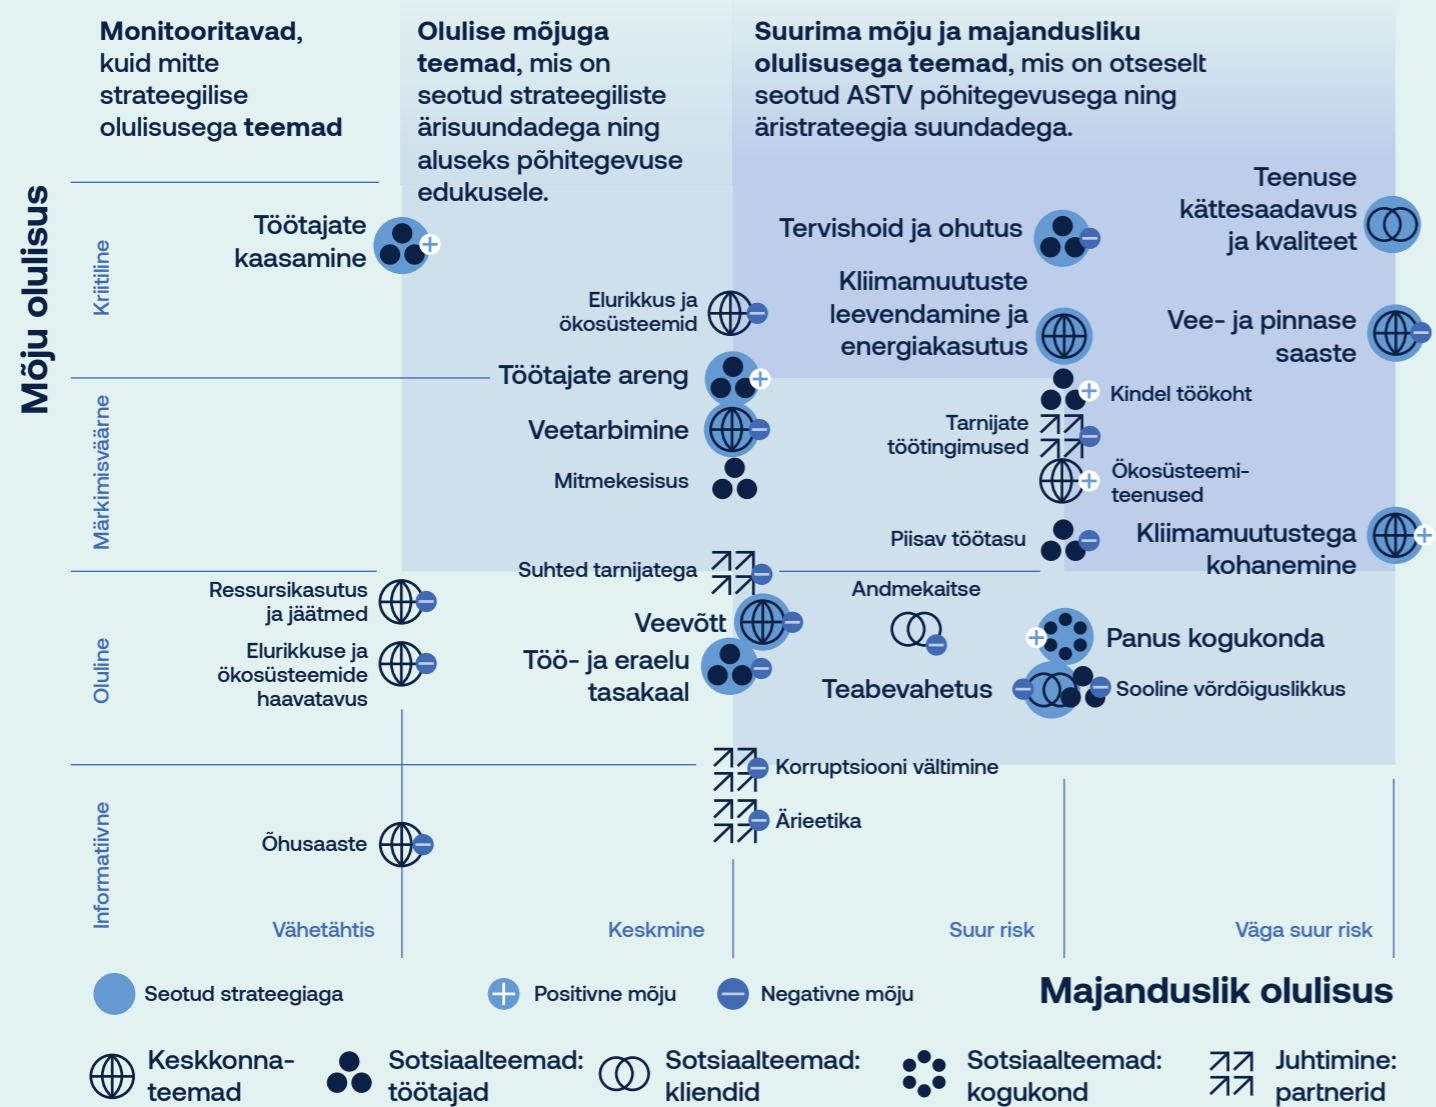 Monitooritavad,
kuid mitte
strateegilise
olulisusega teemad
Olulise mõjuga
teemad, mis on
seotud strateegiliste
ärisuundadega ning
aluseks põhitegevuse
edukusele.
Suurima mõju ja majandusliku
olulisusega teemad, mis on otseselt
seotud ASTV põhitegevusega ning
äristrateegia suundadega.
Mõju olulisus
Kriitiline
Töötajate
kaasamine
Elurikkus ja
ökosüsteemid
Tervishoid ja ohutus
Kliimamuutuste
leevendamine ja
energiakasutus
Teenuse
kättesaadavus
ja kvaliteet
Vee- ja pinnase
saaste
Töötajate areng
Märkimisväärne
Veetarbimine
Mitmekesisus
Kindel töökoht
Tarnijate
töötingimused
Ökosüsteemi-
teenused
Piisav töötasu
Kliimamuutustega
kohanemine
Suhted tarnijatega
Oluline
Ressursikasutus
ja jäätmed
Elurikkuse ja
ökosüsteemide
haavatavus
Veevõtt
Töö- ja eraelu
tasakaal
Andmekaitse
Panus kogukonda
Teabevahetus
Sooline võrdõiguslikkus
Korruptsiooni vältimine
Ärieetika
Informatiivne
Õhusaaste
Vähetähtis
Keskmine
Suur risk
Väga suur risk
Majanduslik olulisus
Seotud strateegiaga
Positivne mõju
Negativne mõju
Keskkonna-
teemad
Sotsiaalteemad:
töötajad
Sotsiaalteemad:
kliendid
Sotsiaalteemad:
kogukond
Juhtimine:
partnerid